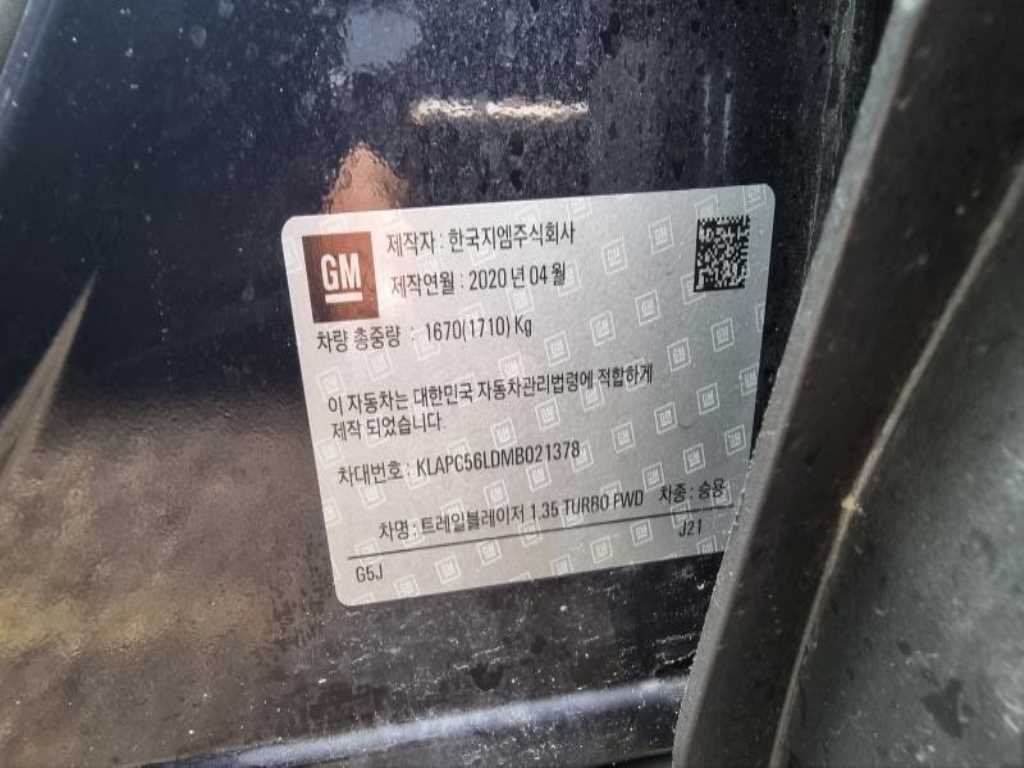 GM
제작자 : 한국지엠주식회사
제작연월 : 2020 년 04 월
차량 총중량 : 1670(1710) Kg
이 자동차는 대한민국 자동차관리법령에 적합하게
제작 되었습니다.
차대번호 : KLAPC56LDMB021378
차명 : 트레일블레이저 1.35 TURBO FWD 차종 : 승용
G5J J21